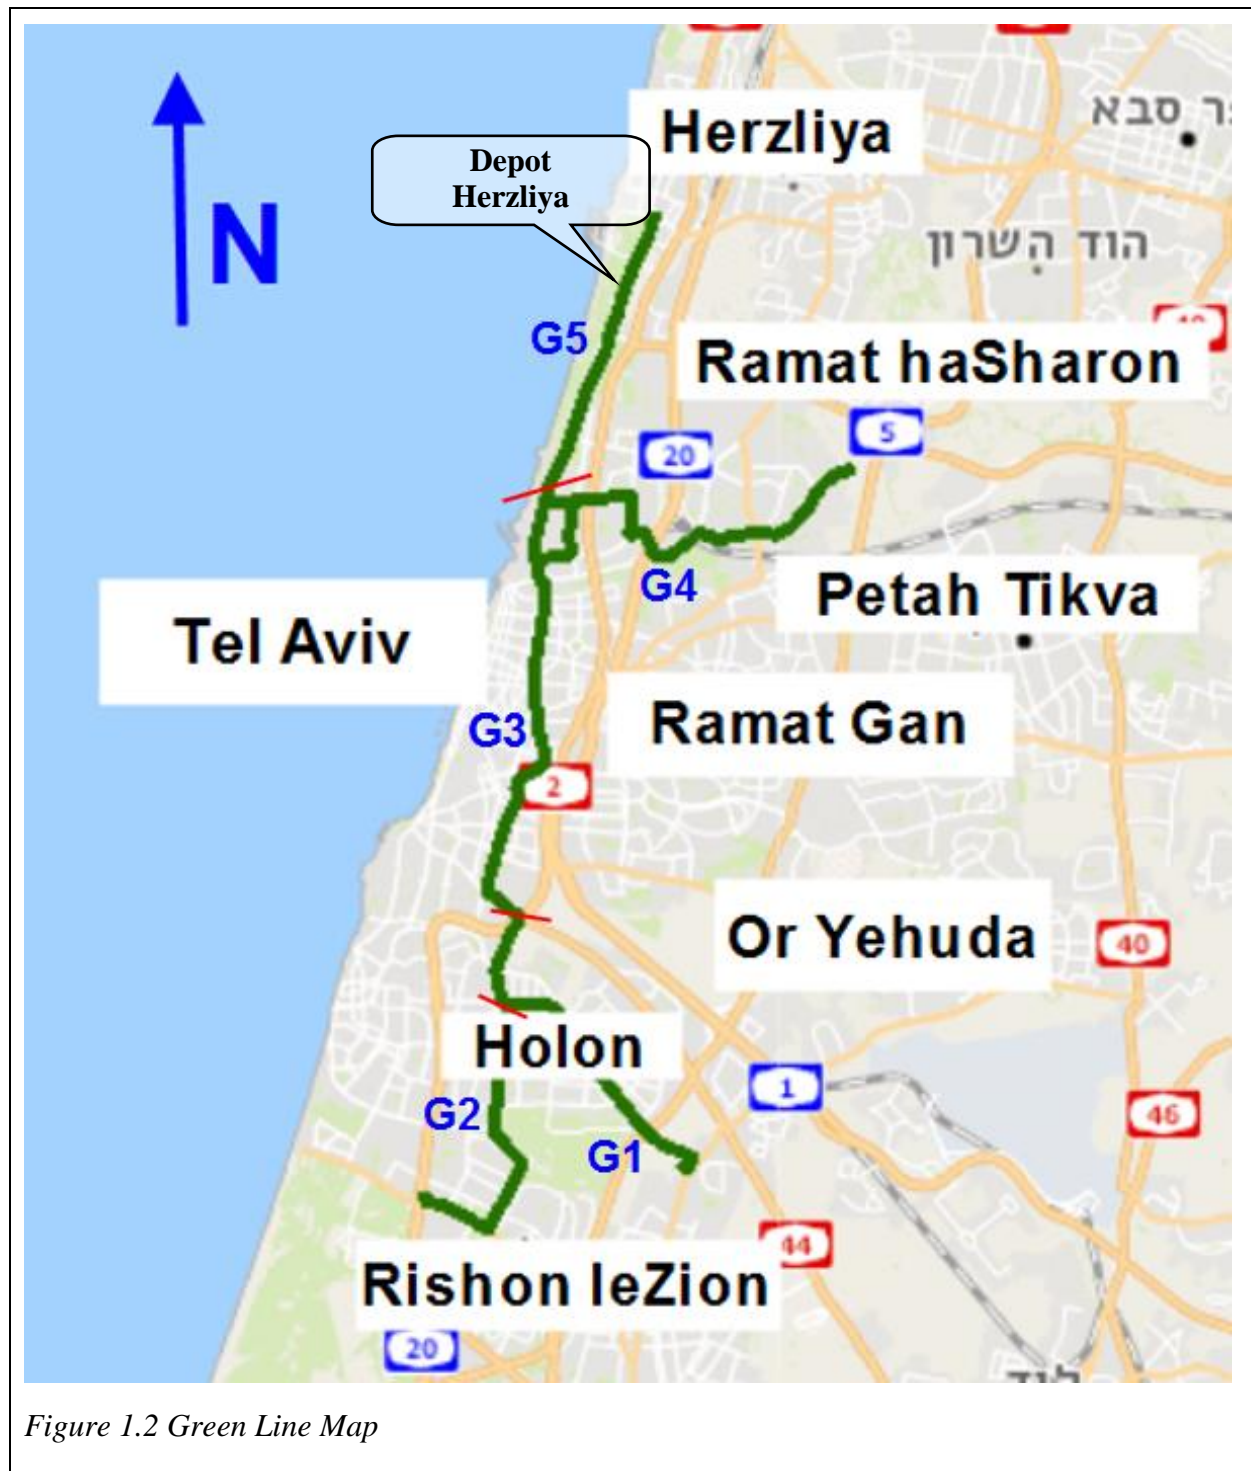 Herzliya
סבא
Depot
Herzliya
N
הוד השרון
G5
Ramat haSharon
5
20
G4
Petah Tikva
Tel Aviv
Ramat Gan
G3
2
Or Yehuda
40
Holon
1
G2
46
G1
44
Rishon leZion
20
Figure 1.2 Green Line Map